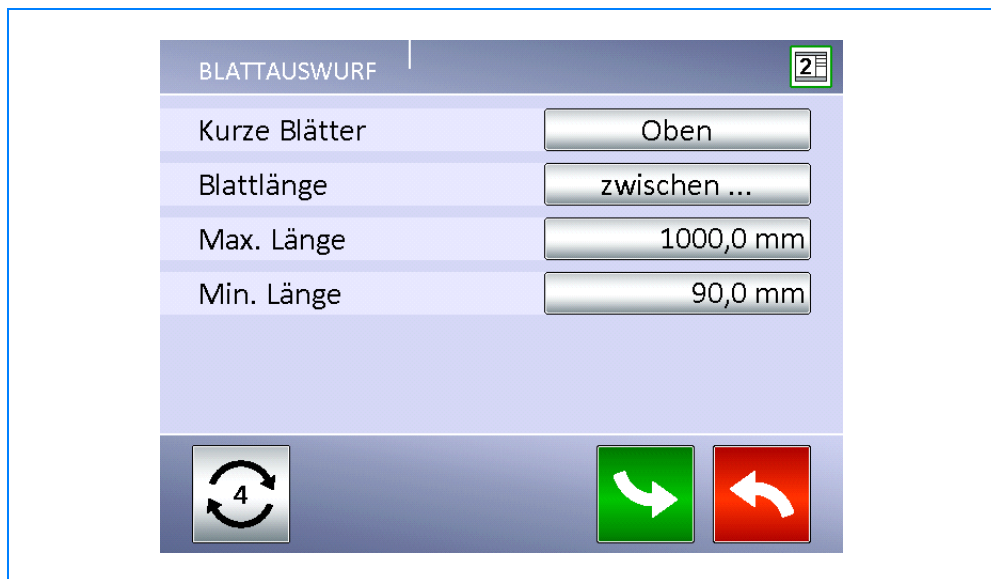 BLATTAUSWURF
2
Kurze Blätter Oben
Blattlänge zwischen ...
Max. Länge 1000,0 mm
Min. Länge 90,0 mm
4